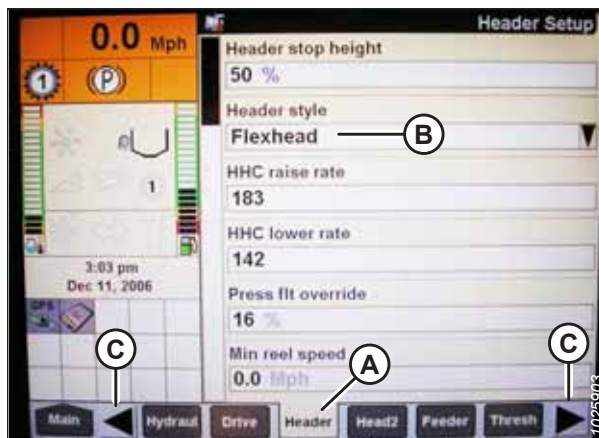 0.0 Mph
Header Setup
Header stop height
50 %
1
(P)
Header style
Flexhead
B
HHC raise rate
183
1
HHC lower rate
142
3:03 pm
Dec 11, 2006
Press flt override
16 %
GPS
Min reel speed
0.0 Mph
C
A
C
Main
Hydraul
Drive
Header
Head2
Feeder
Thresh
1025903